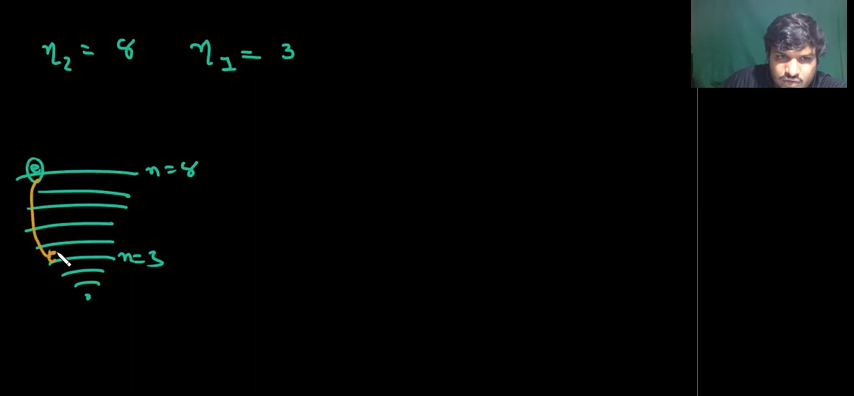 n₂ = 8 n₁ = 3
e n = 8
n = 3